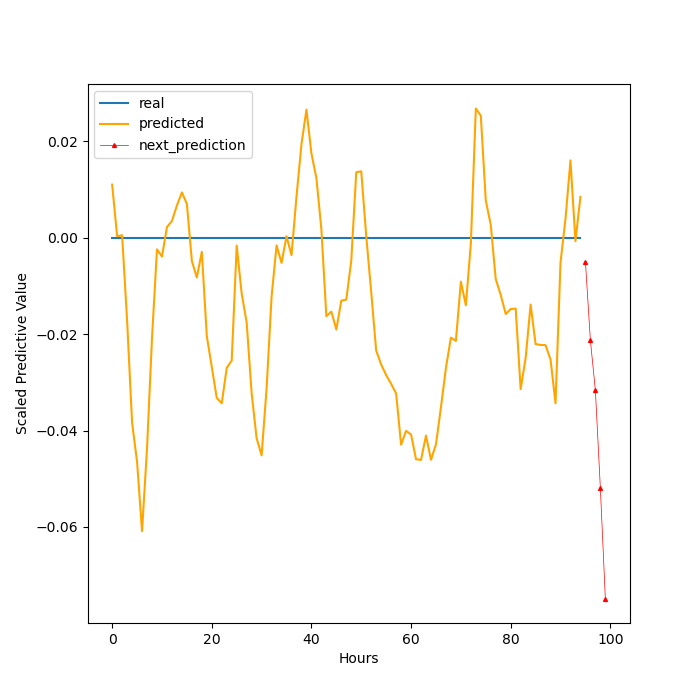 real
predicted
next_prediction
0.02
0.00
−0.02
−0.04
−0.06
Scaled Predictive Value
0 20 40 60 80 100
Hours